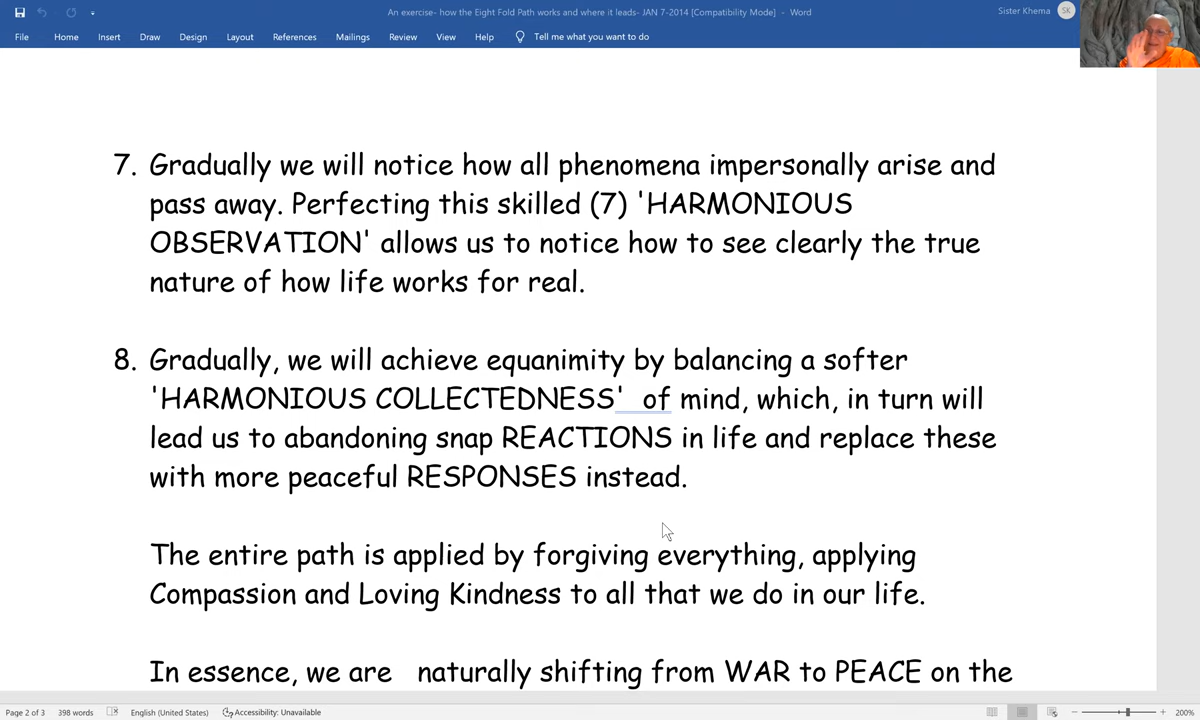 An exercise- how the Eight Fold Path works and where it leads- JAN 7-2014 [Compatibility Mode] - Word
Sister Khema
SK
File Home Insert Draw Design Layout References Mailings Review View Help Tell me what you want to do
7. Gradually we will notice how all phenomena impersonally arise and
pass away. Perfecting this skilled (7) 'HARMONIOUS
OBSERVATION' allows us to notice how to see clearly the true
nature of how life works for real.
8. Gradually, we will achieve equanimity by balancing a softer
'HARMONIOUS COLLECTEDNESS' of mind, which, in turn will
lead us to abandoning snap REACTIONS in life and replace these
with more peaceful RESPONSES instead.
The entire path is applied by forgiving everything, applying
Compassion and Loving Kindness to all that we do in our life.
In essence, we are naturally shifting from WAR to PEACE on the
Page 2 of 3 398 words English (United States) Accessibility: Unavailable 200%